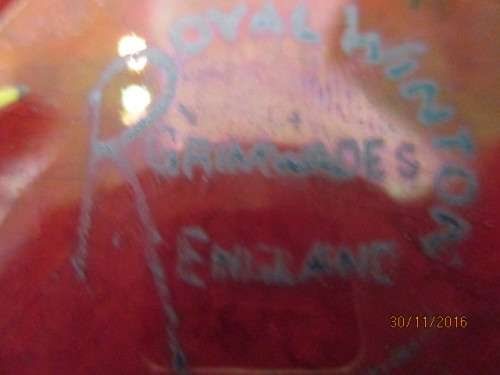 ROYAL WINTON
GRIMWADES
ENGLAND
30/11/2016